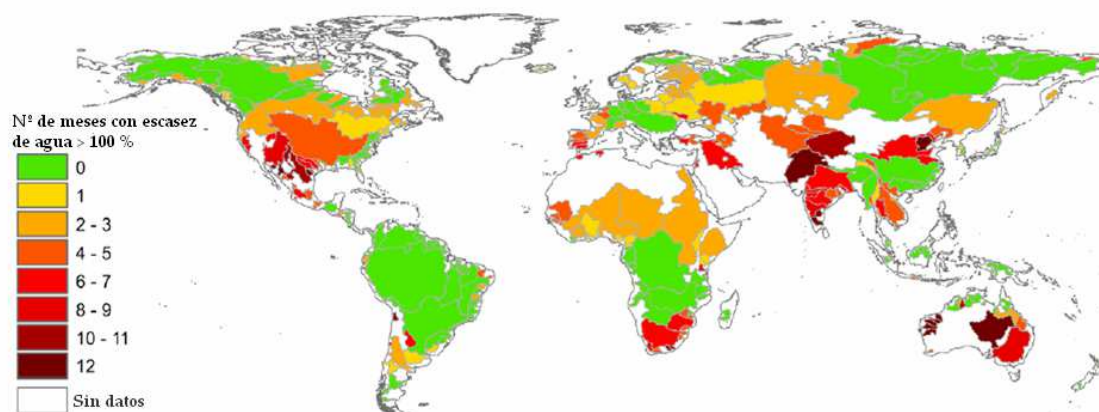 Nº de meses con escasez
de agua > 100 %
0
1
2 - 3
4 - 5
6 - 7
8 - 9
10 - 11
12
Sin datos